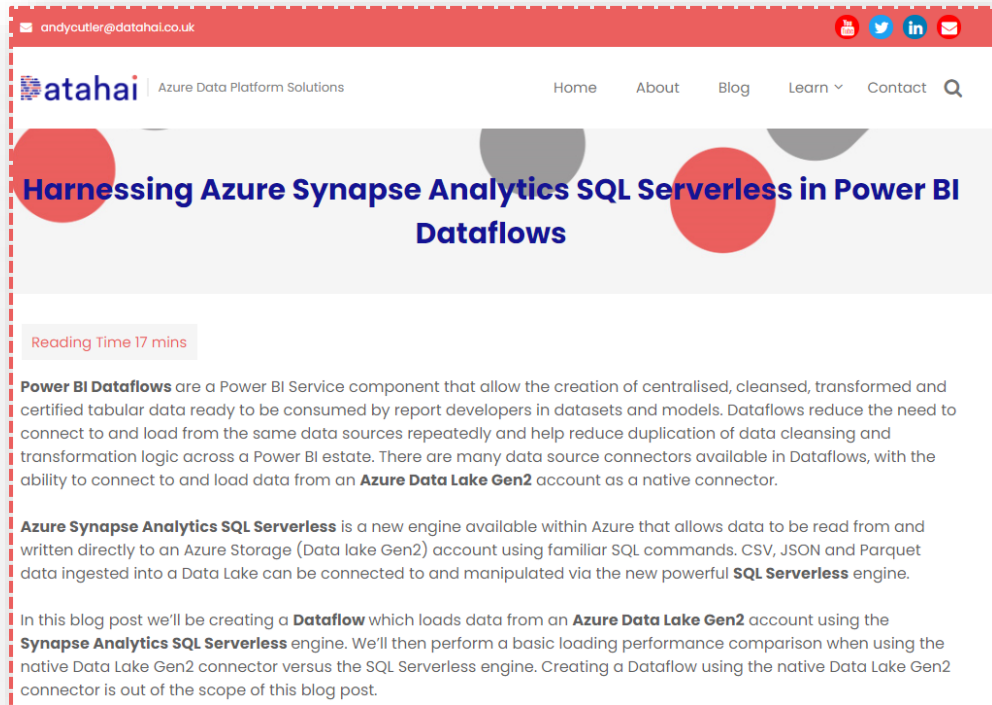 andycutler@datahai.co.uk
Datahai
Azure Data Platform Solutions
Home
About
Blog
Learn
Contact
Harnessing Azure Synapse Analytics SQL Serverless in Power BI
Dataflows
Reading Time 17 mins
Power BI Dataflows are a Power BI Service component that allow the creation of centralised, cleansed, transformed and
certified tabular data ready to be consumed by report developers in datasets and models. Dataflows reduce the need to
connect to and load from the same data sources repeatedly and help reduce duplication of data cleansing and
transformation logic across a Power BI estate. There are many data source connectors available in Dataflows, with the
ability to connect to and load data from an Azure Data Lake Gen2 account as a native connector.
Azure Synapse Analytics SQL Serverless is a new engine available within Azure that allows data to be read from and
written directly to an Azure Storage (Data lake Gen2) account using familiar SQL commands. CSV, JSON and Parquet
data ingested into a Data Lake can be connected to and manipulated via the new powerful SQL Serverless engine.
In this blog post we'll be creating a Dataflow which loads data from an Azure Data Lake Gen2 account using the
Synapse Analytics SQL Serverless engine. We'll then perform a basic loading performance comparison when using the
native Data Lake Gen2 connector versus the SQL Serverless engine. Creating a Dataflow using the native Data Lake Gen2
connector is out of the scope of this blog post.